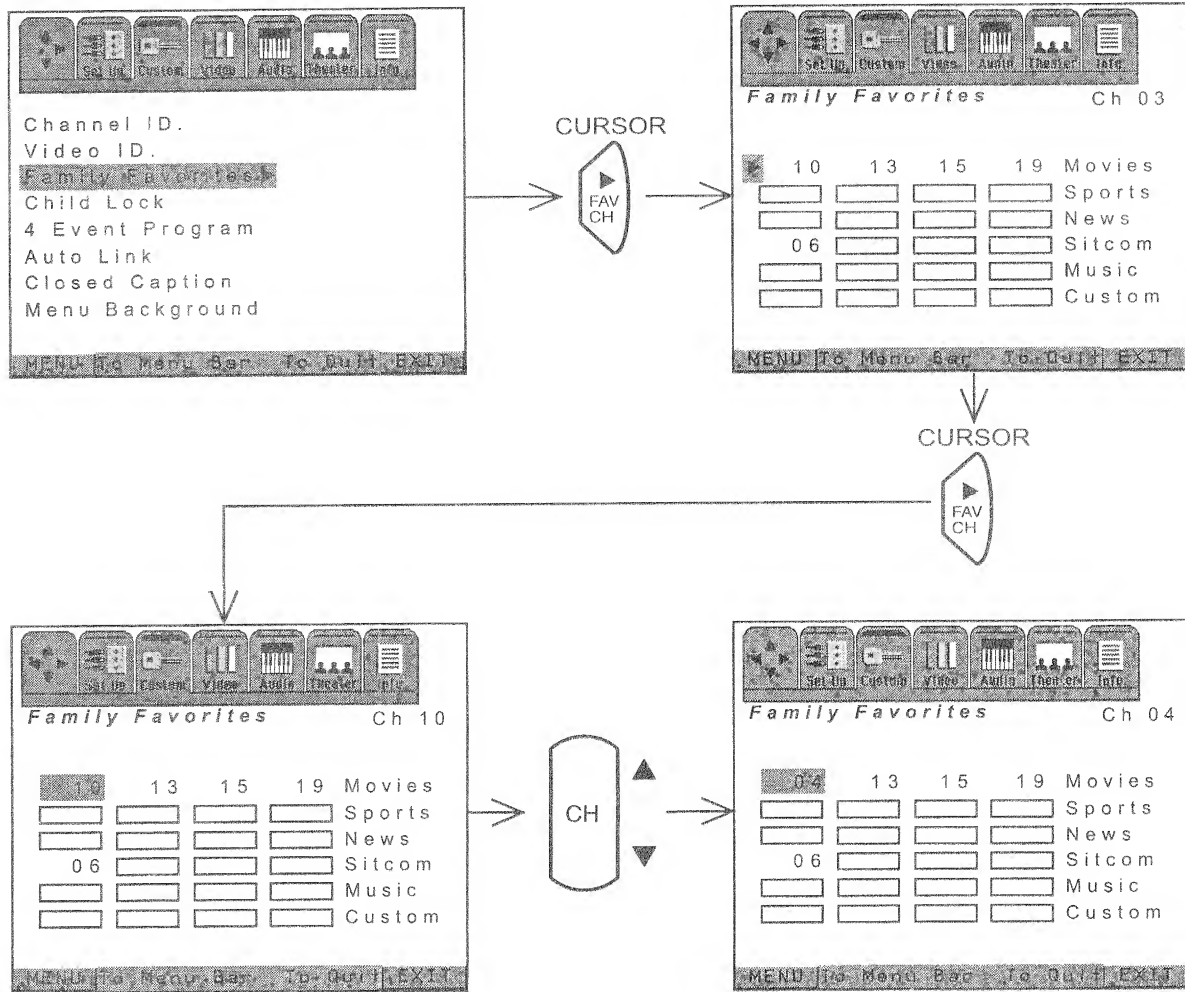 Set Up Custom Video Audio Theater Info
Channel ID.
Video ID.
Family Favorites
Child Lock
4 Event Program
Auto Link
Closed Caption
Menu Background
MENU To Menu Bar To Quit EXIT
CURSOR
FAV
CH
Set Up Custom Video Audio Theater Info
Family Favorites Ch 03
10 13 15 19 Movies
Sports
News
06 Sitcom
Music
Custom
MENU To Menu Bar To Quit EXIT
CURSOR
FAV
CH
Set Up Custom Video Audio Theater Info
Family Favorites Ch 10
10 13 15 19 Movies
Sports
News
06 Sitcom
Music
Custom
MENU To Menu Bar To Quit EXIT
CH
Set Up Custom Video Audio Theater Info
Family Favorites Ch 04
04 13 15 19 Movies
Sports
News
06 Sitcom
Music
Custom
MENU To Menu Bar To Quit EXIT